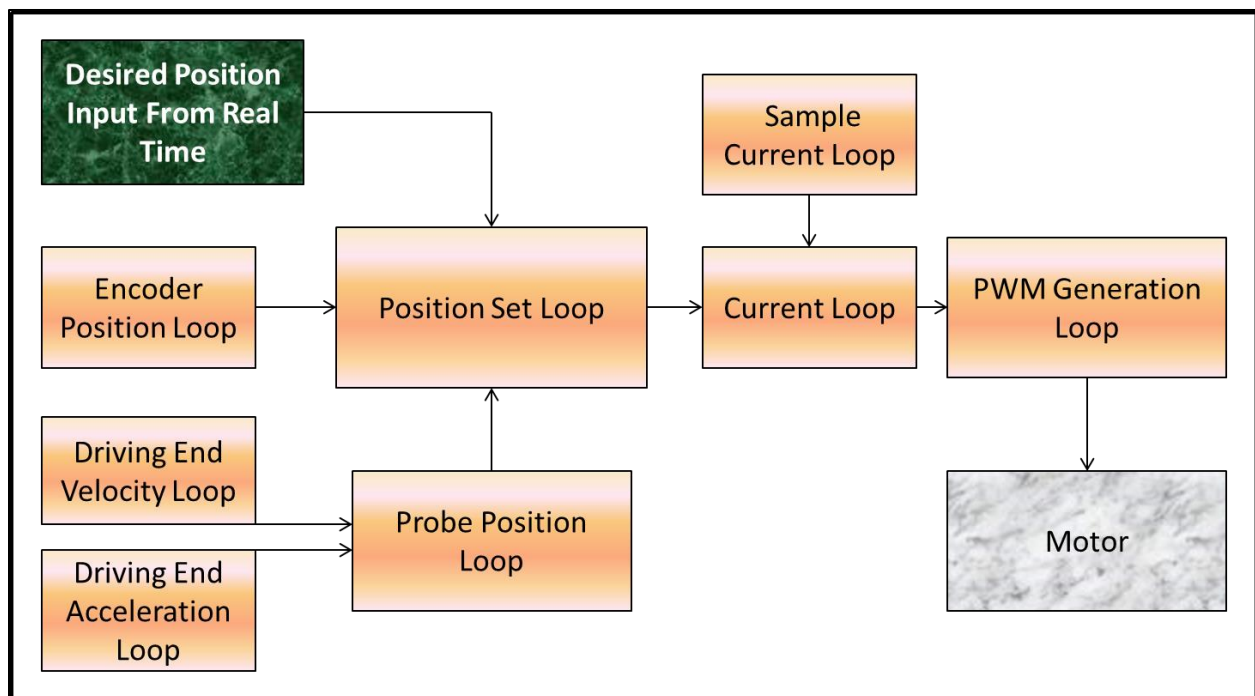 Desired Position
Input From Real
Time
Sample
Current Loop
Encoder
Position Loop
Position Set Loop
Current Loop
PWM Generation
Loop
Driving End
Velocity Loop
Probe Position
Loop
Motor
Driving End
Acceleration
Loop